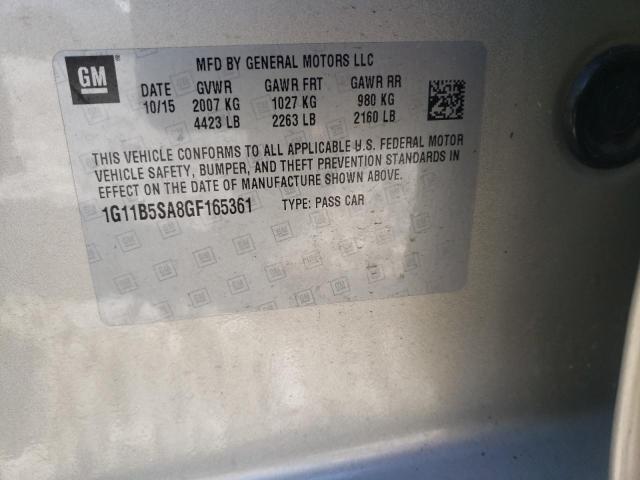 GM
MFD BY GENERAL MOTORS LLC
DATE GVWR GAWR FRT GAWR RR
10/15 2007 KG 1027 KG 980 KG
4423 LB 2263 LB 2160 LB
THIS VEHICLE CONFORMS TO ALL APPLICABLE U.S. FEDERAL MOTOR
VEHICLE SAFETY, BUMPER, AND THEFT PREVENTION STANDARDS IN
EFFECT ON THE DATE OF MANUFACTURE SHOWN ABOVE.
1G11B5SA8GF165361 TYPE: PASS CAR